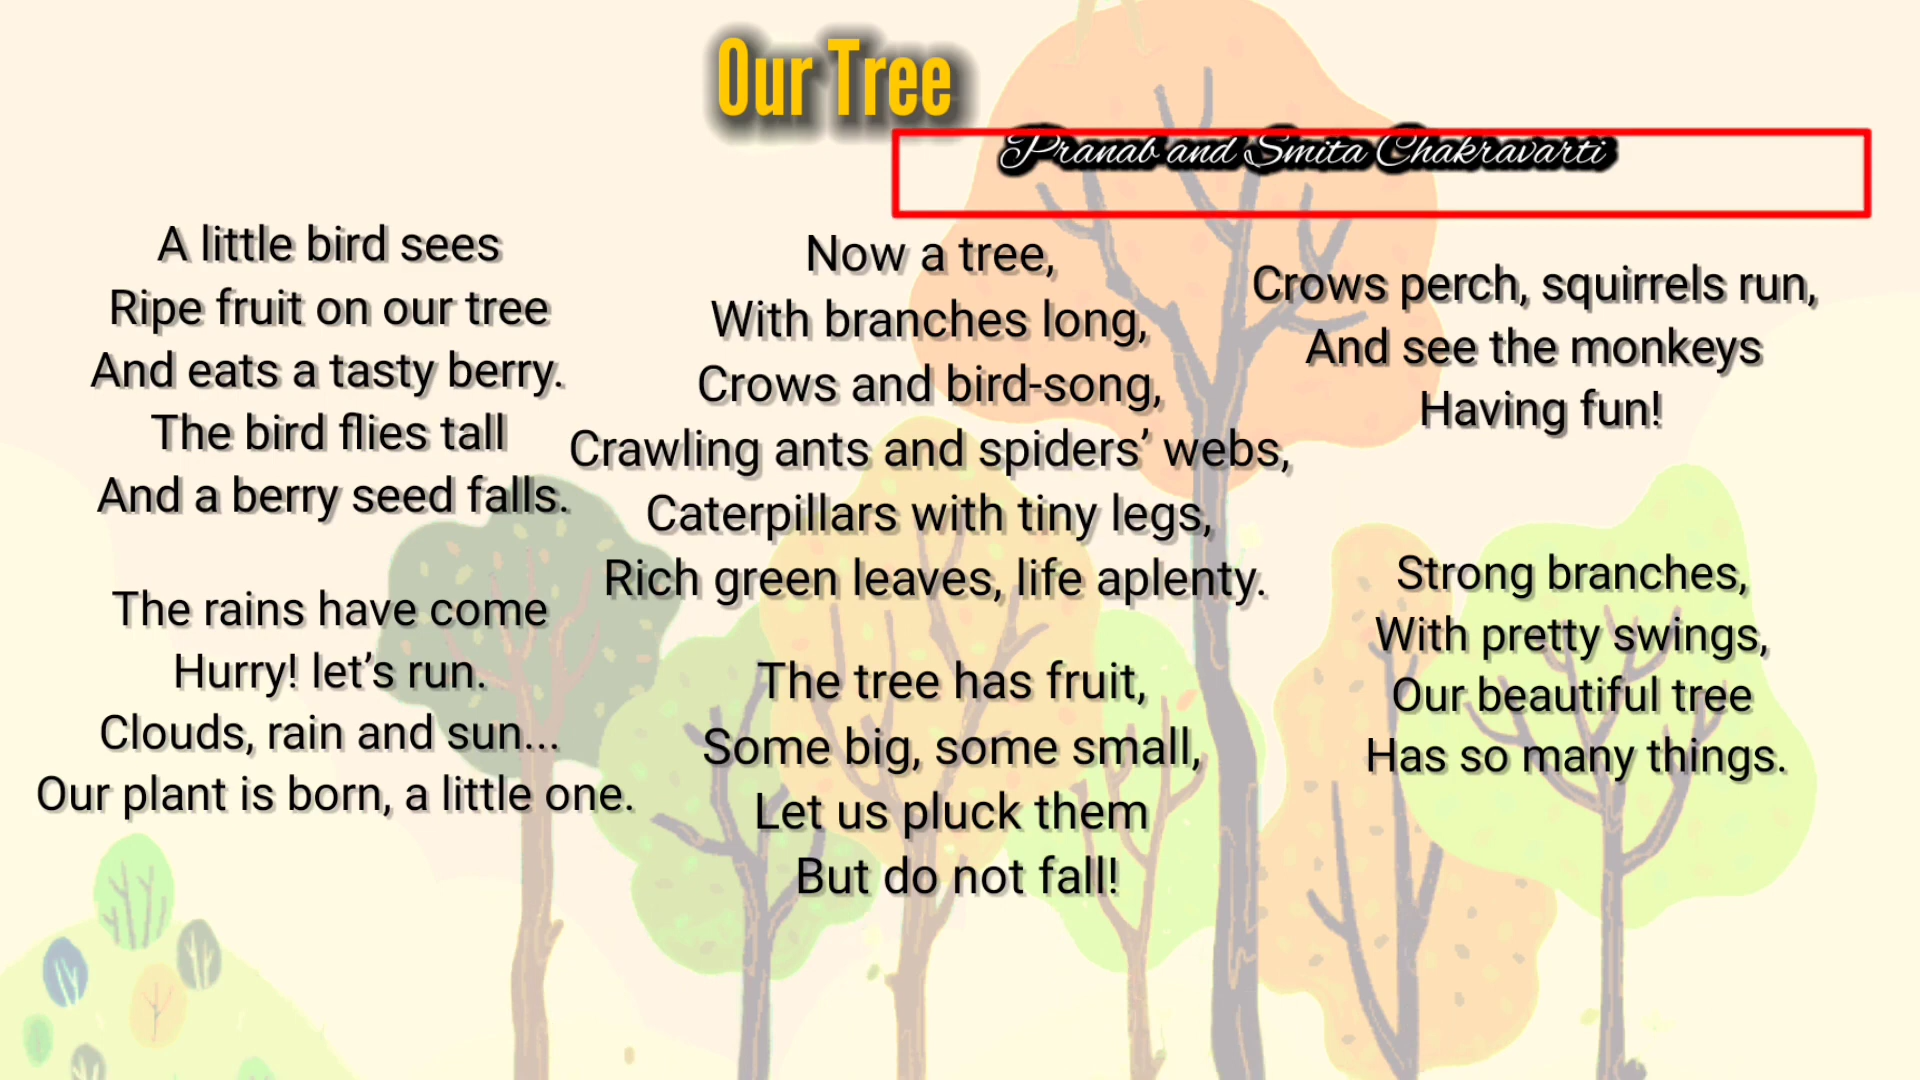 Our Tree
Pranab and Smita Chakravarti
A little bird sees
Ripe fruit on our tree
And eats a tasty berry.
The bird flies tall
And a berry seed falls.
The rains have come
Hurry! let’s run.
Clouds, rain and sun...
Our plant is born, a little one.
Now a tree,
With branches long,
Crows and bird-song,
Crawling ants and spiders’ webs,
Caterpillars with tiny legs,
Rich green leaves, life aplenty.
The tree has fruit,
Some big, some small,
Let us pluck them
But do not fall!
Crows perch, squirrels run,
And see the monkeys
Having fun!
Strong branches,
With pretty swings,
Our beautiful tree
Has so many things.